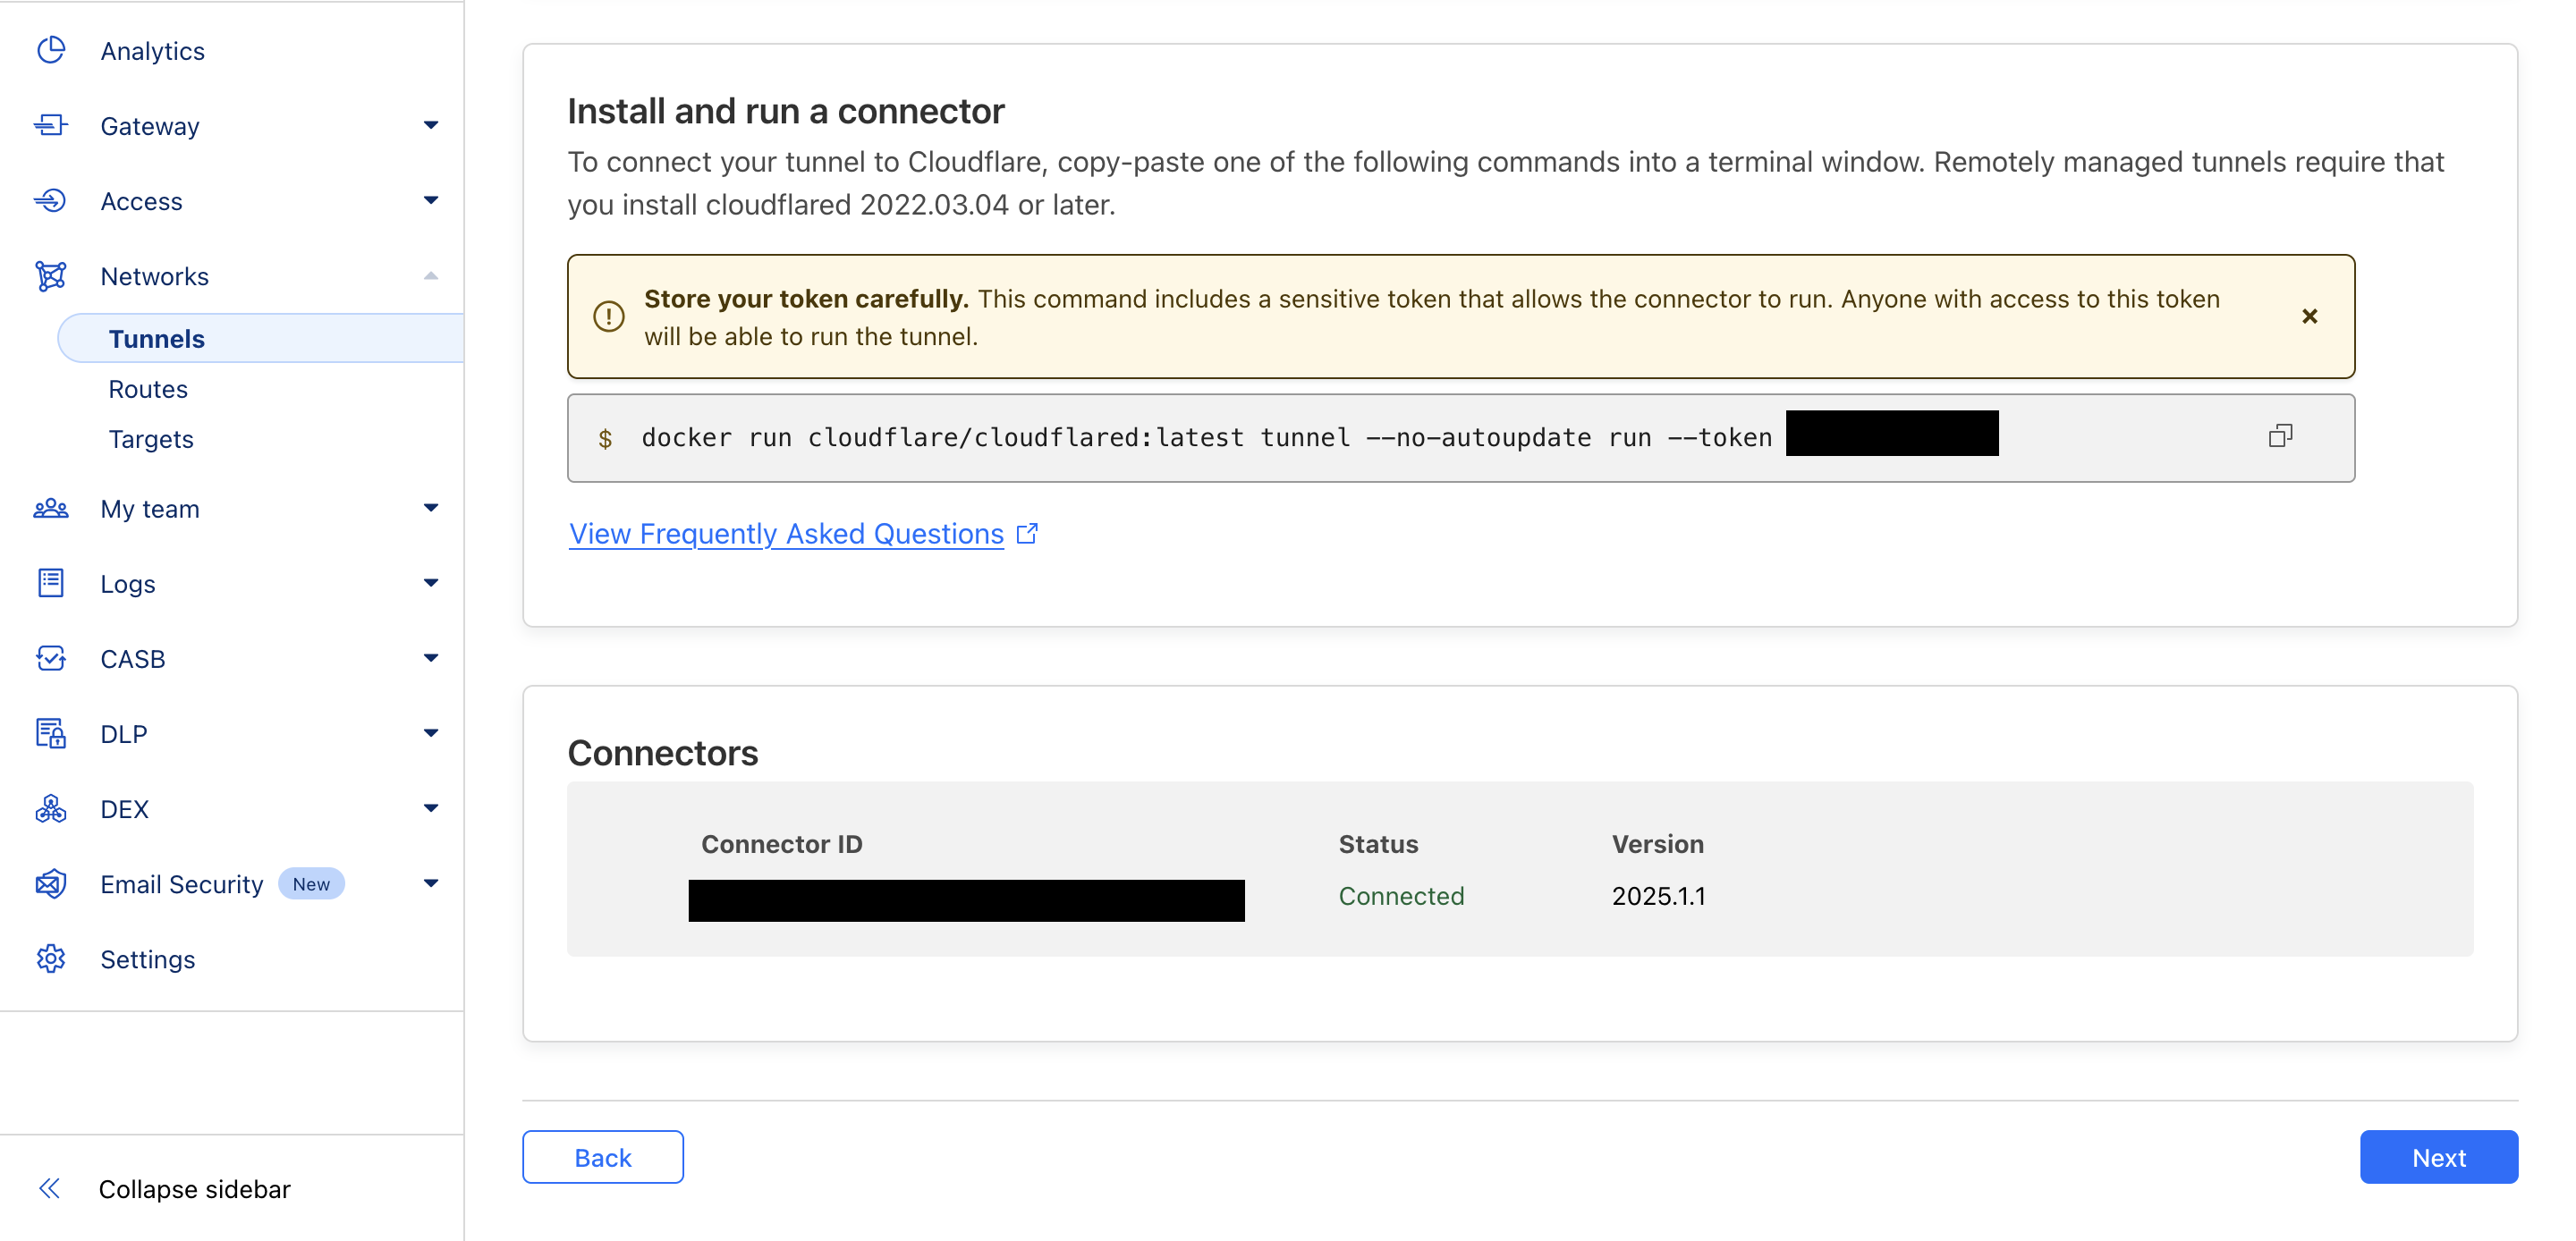 Analytics
Gateway
Access
Networks
Tunnels
Routes
Targets
My team
Logs
CASB
DLP
DEX
Email Security New
Settings
Collapse sidebar
Install and run a connector
To connect your tunnel to Cloudflare, copy-paste one of the following commands into a terminal window. Remotely managed tunnels require that
you install cloudflared 2022.03.04 or later.
Store your token carefully. This command includes a sensitive token that allows the connector to run. Anyone with access to this token
will be able to run the tunnel.
$ docker run cloudflare/cloudflared:latest tunnel --no-autoupdate run --token
View Frequently Asked Questions
Connectors
Connector ID Status Version
Connected 2025.1.1
Back Next